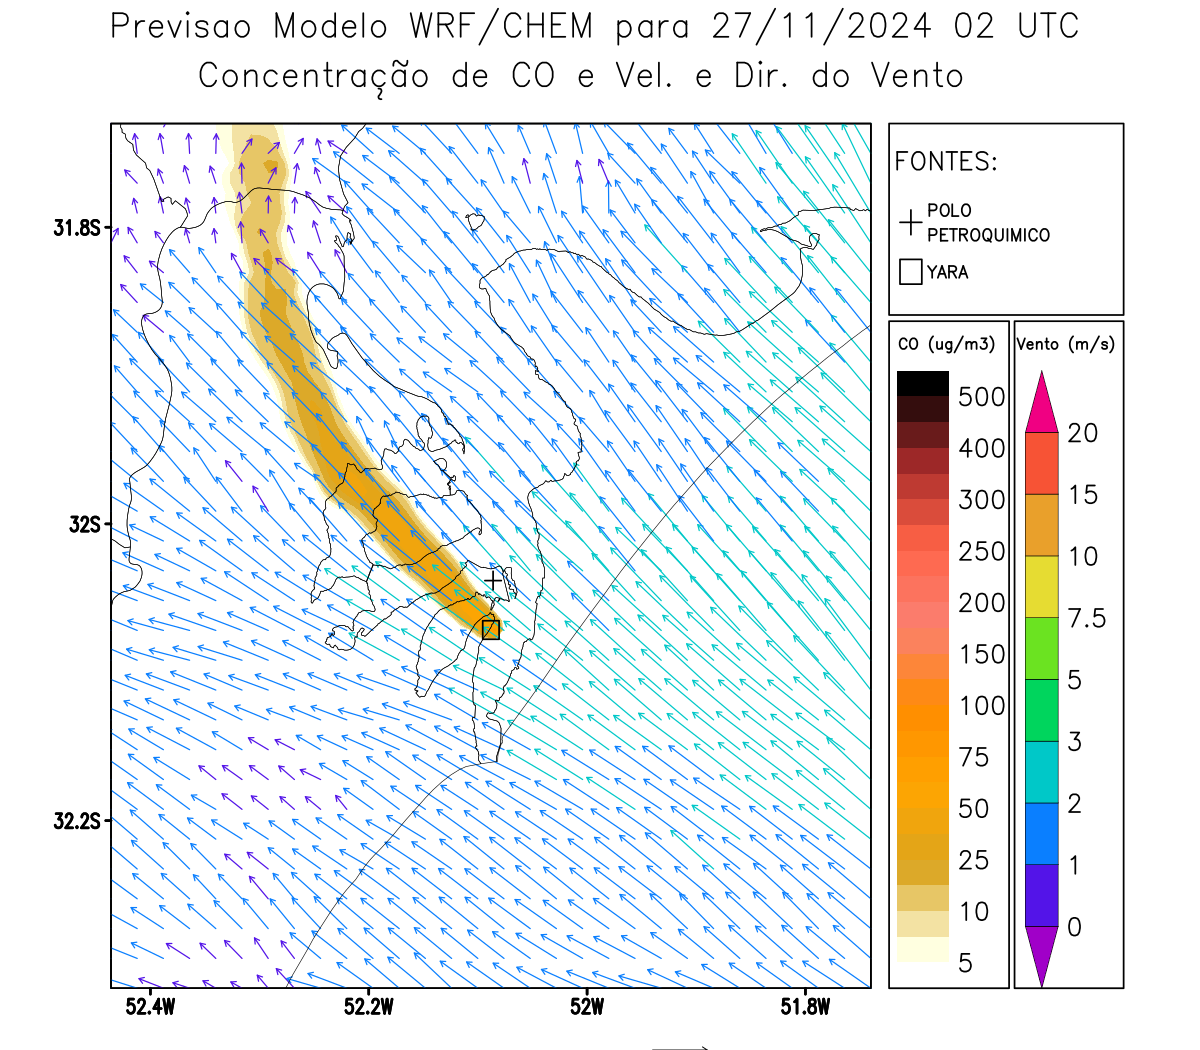 Previsao Modelo WRF/CHEM para 27/11/2024 02 UTC
Concentração de CO e Vel. e Dir. do Vento
FONTES:
POLO
PETROQUIMICO
YARA
CO (ug/m3)
500
400
300
250
200
150
100
75
50
25
10
5
Vento (m/s)
20
15
10
7.5
5
3
2
1
0
31.8S
32S
32.2S
52.4W
52.2W
52W
51.8W